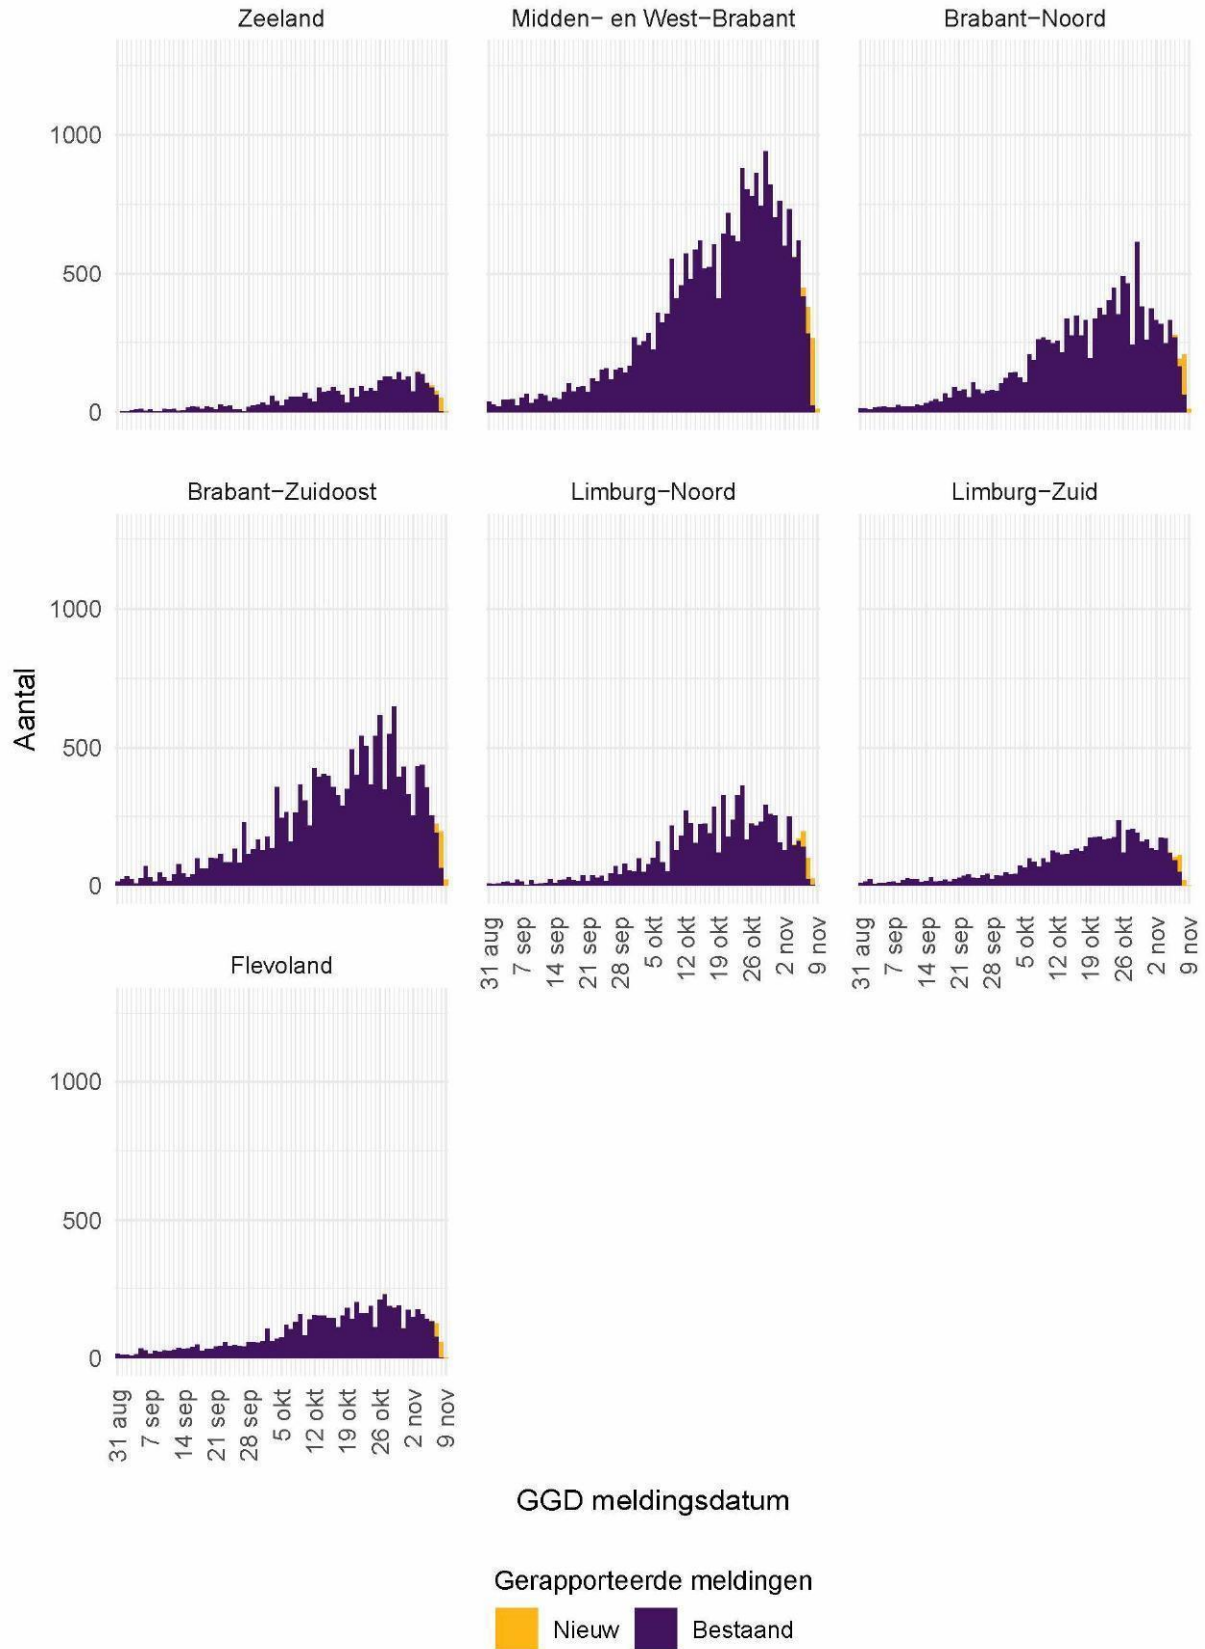 Zeeland
Midden- en West-Brabant
Brabant-Noord
1000
500
0
Brabant-Zuidoost
Limburg-Noord
Limburg-Zuid
Aantal
1000
500
0
31 aug
7 sep
14 sep
21 sep
28 sep
5 okt
12 okt
19 okt
26 okt
2 nov
9 nov
31 aug
7 sep
14 sep
21 sep
28 sep
5 okt
12 okt
19 okt
26 okt
2 nov
9 nov
Flevoland
1000
500
0
31 aug
7 sep
14 sep
21 sep
28 sep
5 okt
12 okt
19 okt
26 okt
2 nov
9 nov
GGD meldingsdatum
Gerapporteerde meldingen
Nieuw Bestaand